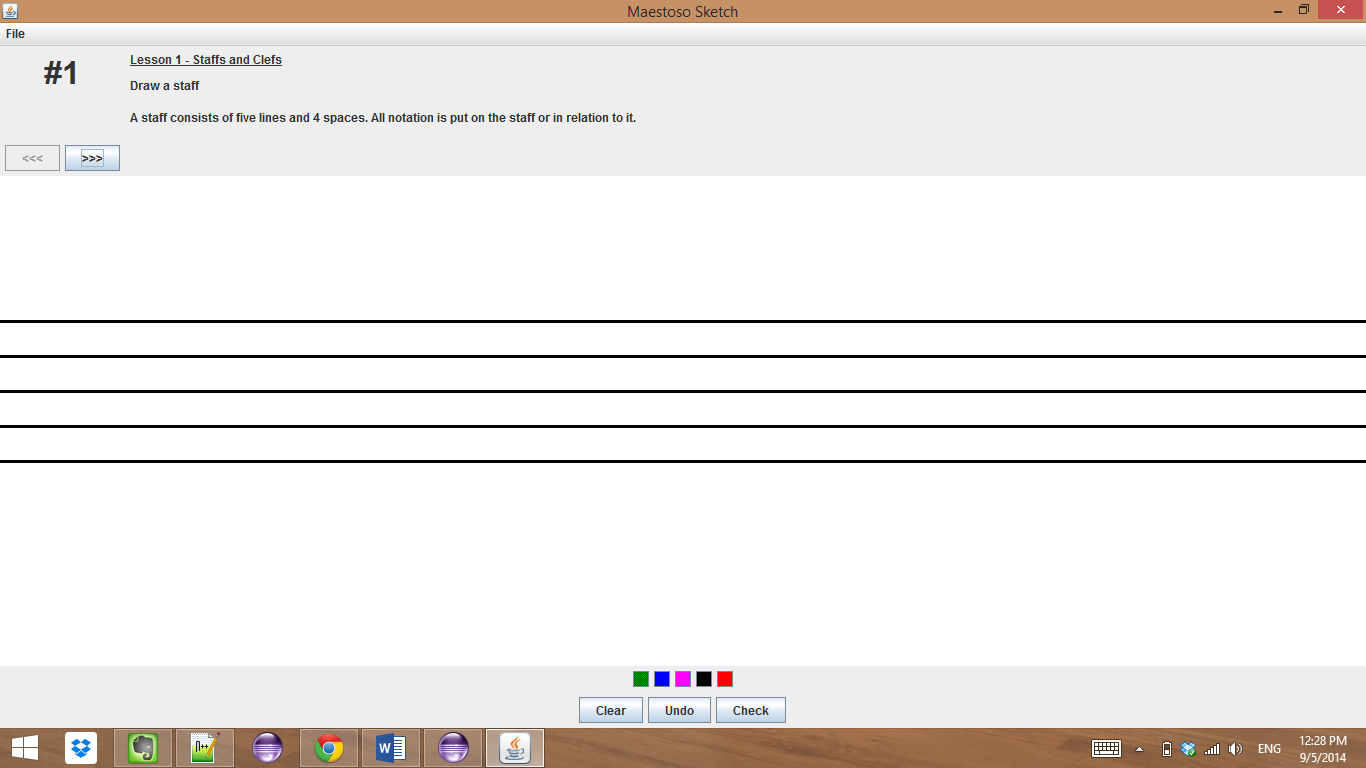 Maestoso Sketch
File
#1
Lesson 1 - Staffs and Clefs
Draw a staff
A staff consists of five lines and 4 spaces. All notation is put on the staff or in relation to it.
<<< >>>
Clear Undo Check
n++ W ENG 12:28 PM
9/5/2014